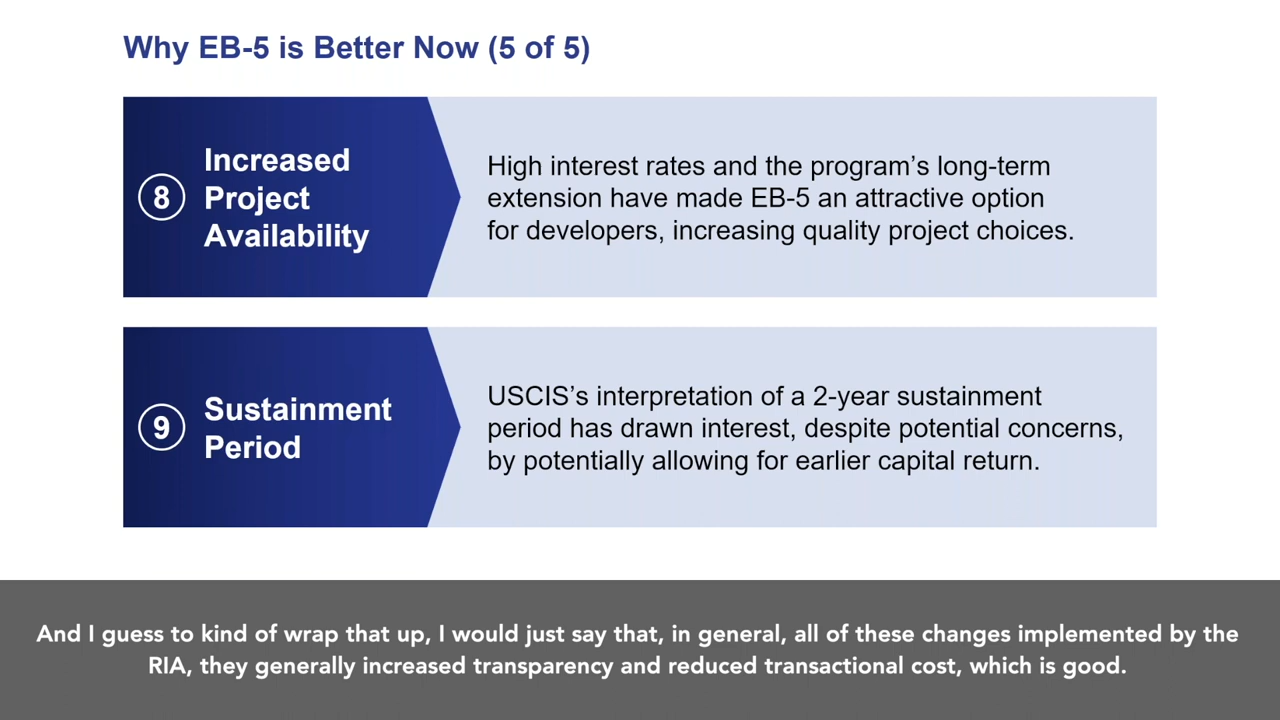 Why EB-5 is Better Now (5 of 5)
8
Increased
Project
Availability
High interest rates and the program’s long-term
extension have made EB-5 an attractive option
for developers, increasing quality project choices.
9
Sustainment
Period
USCIS’s interpretation of a 2-year sustainment
period has drawn interest, despite potential concerns,
by potentially allowing for earlier capital return.
And I guess to kind of wrap that up, I would just say that, in general, all of these changes implemented by the
RIA, they generally increased transparency and reduced transactional cost, which is good.